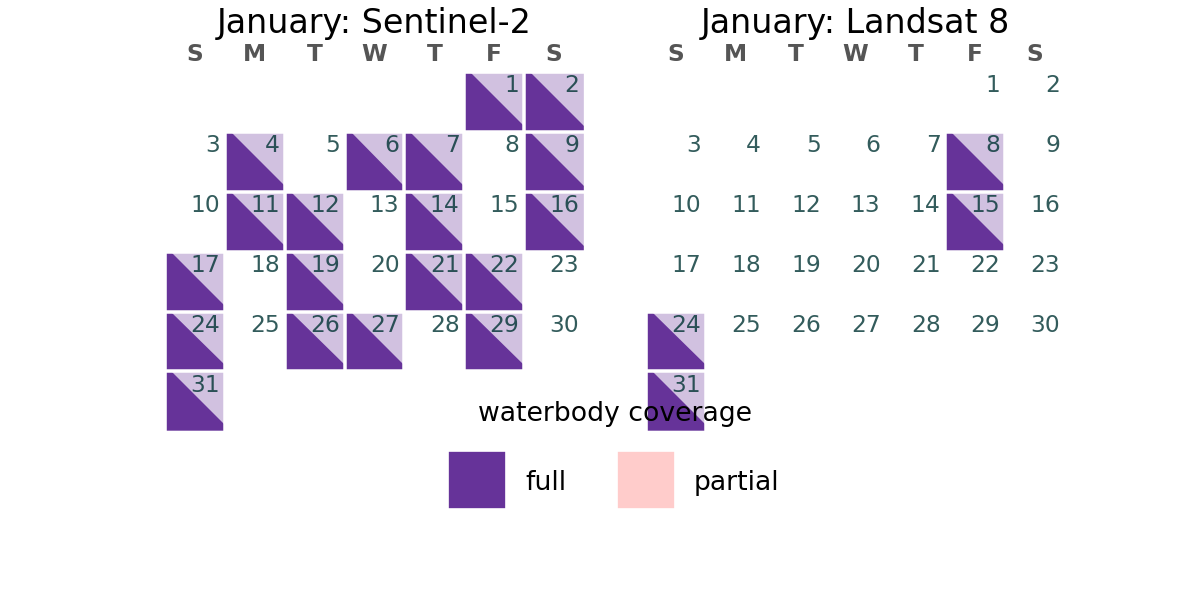 January: Sentinel-2
S M T W T F S
1 2
3 4 5 6 7 8 9
10 11 12 13 14 15 16
17 18 19 20 21 22 23
24 25 26 27 28 29 30
31
January: Landsat 8
S M T W T F S
1 2
3 4 5 6 7 8 9
10 11 12 13 14 15 16
17 18 19 20 21 22 23
24 25 26 27 28 29 30
31
waterbody coverage
full partial